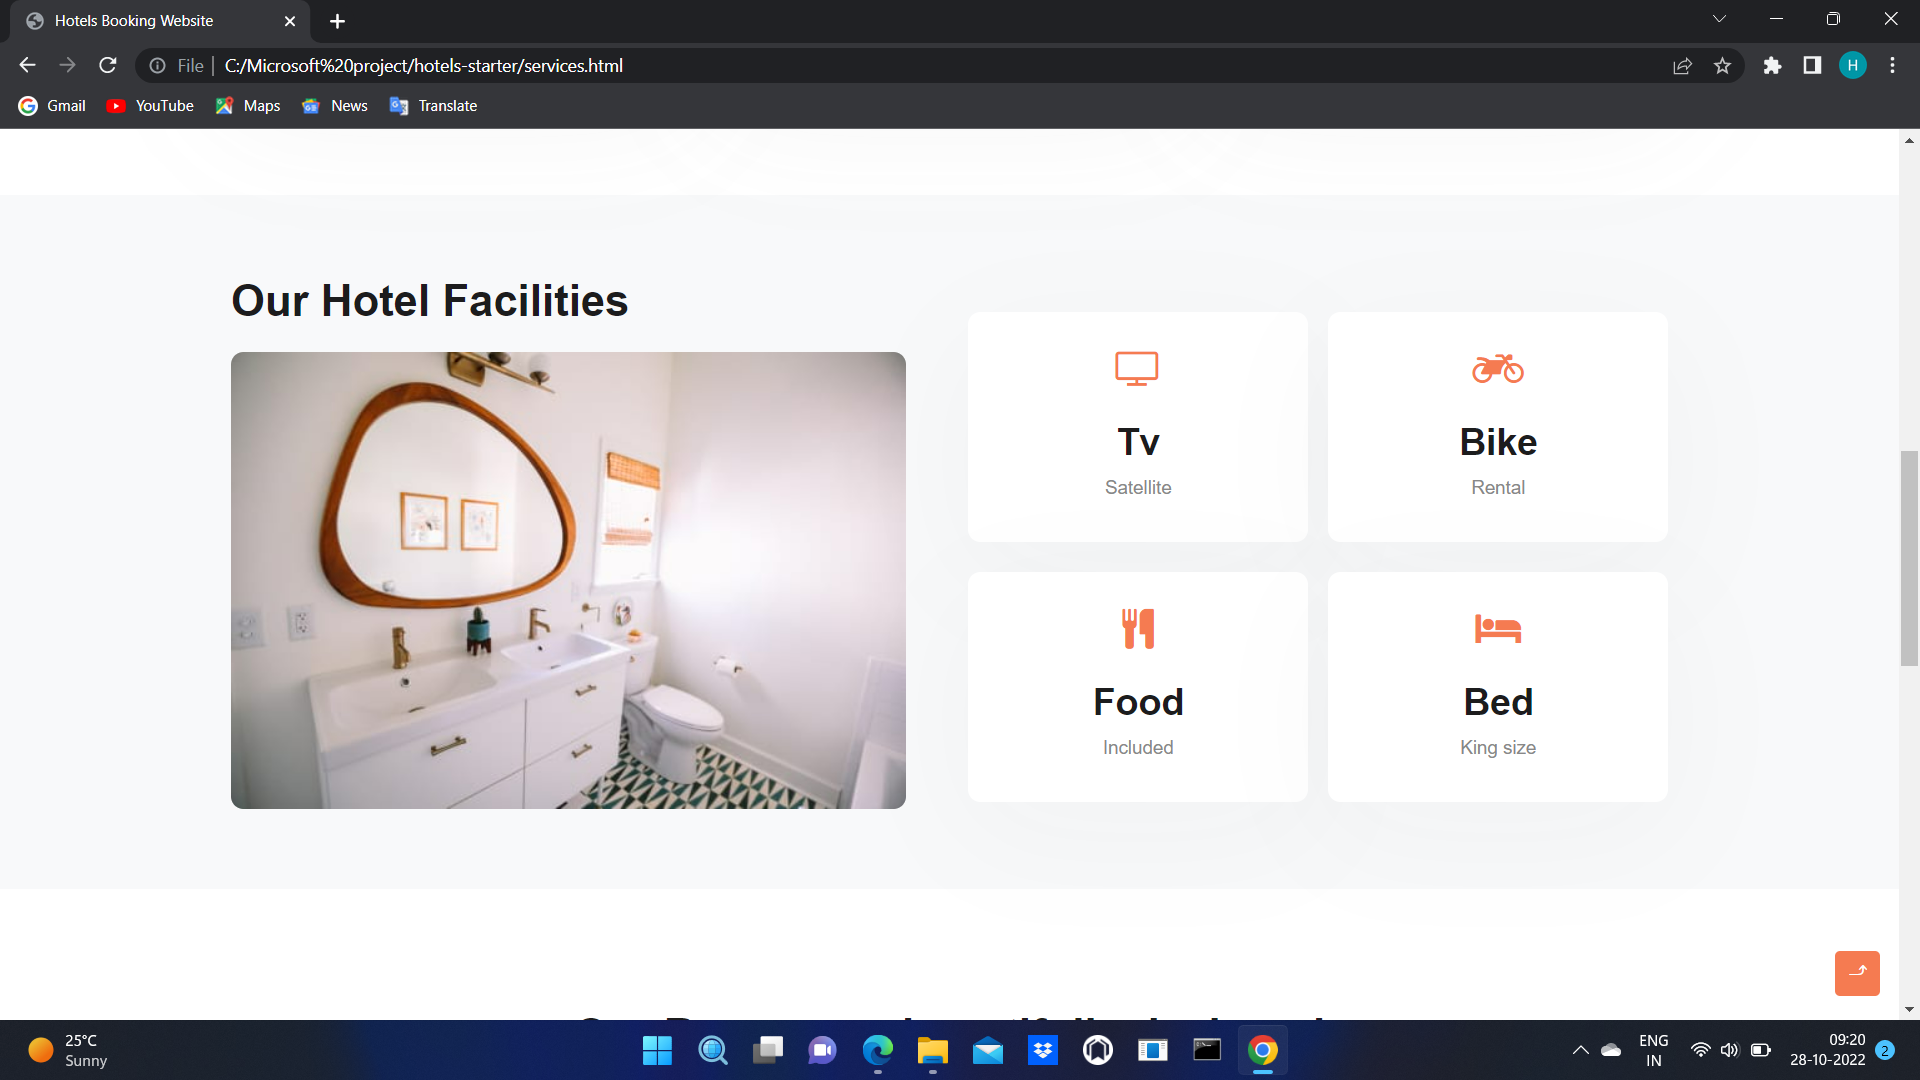 Hotels Booking Website
File
C:/Microsoft%20project/hotels-starter/services.html
H
Gmail
YouTube
Maps
News
Translate
Our Hotel Facilities
Tv
Satellite
Bike
Rental
Food
Included
Bed
King size
25°C
Sunny
ENG
IN
09:20
28-10-2022
2